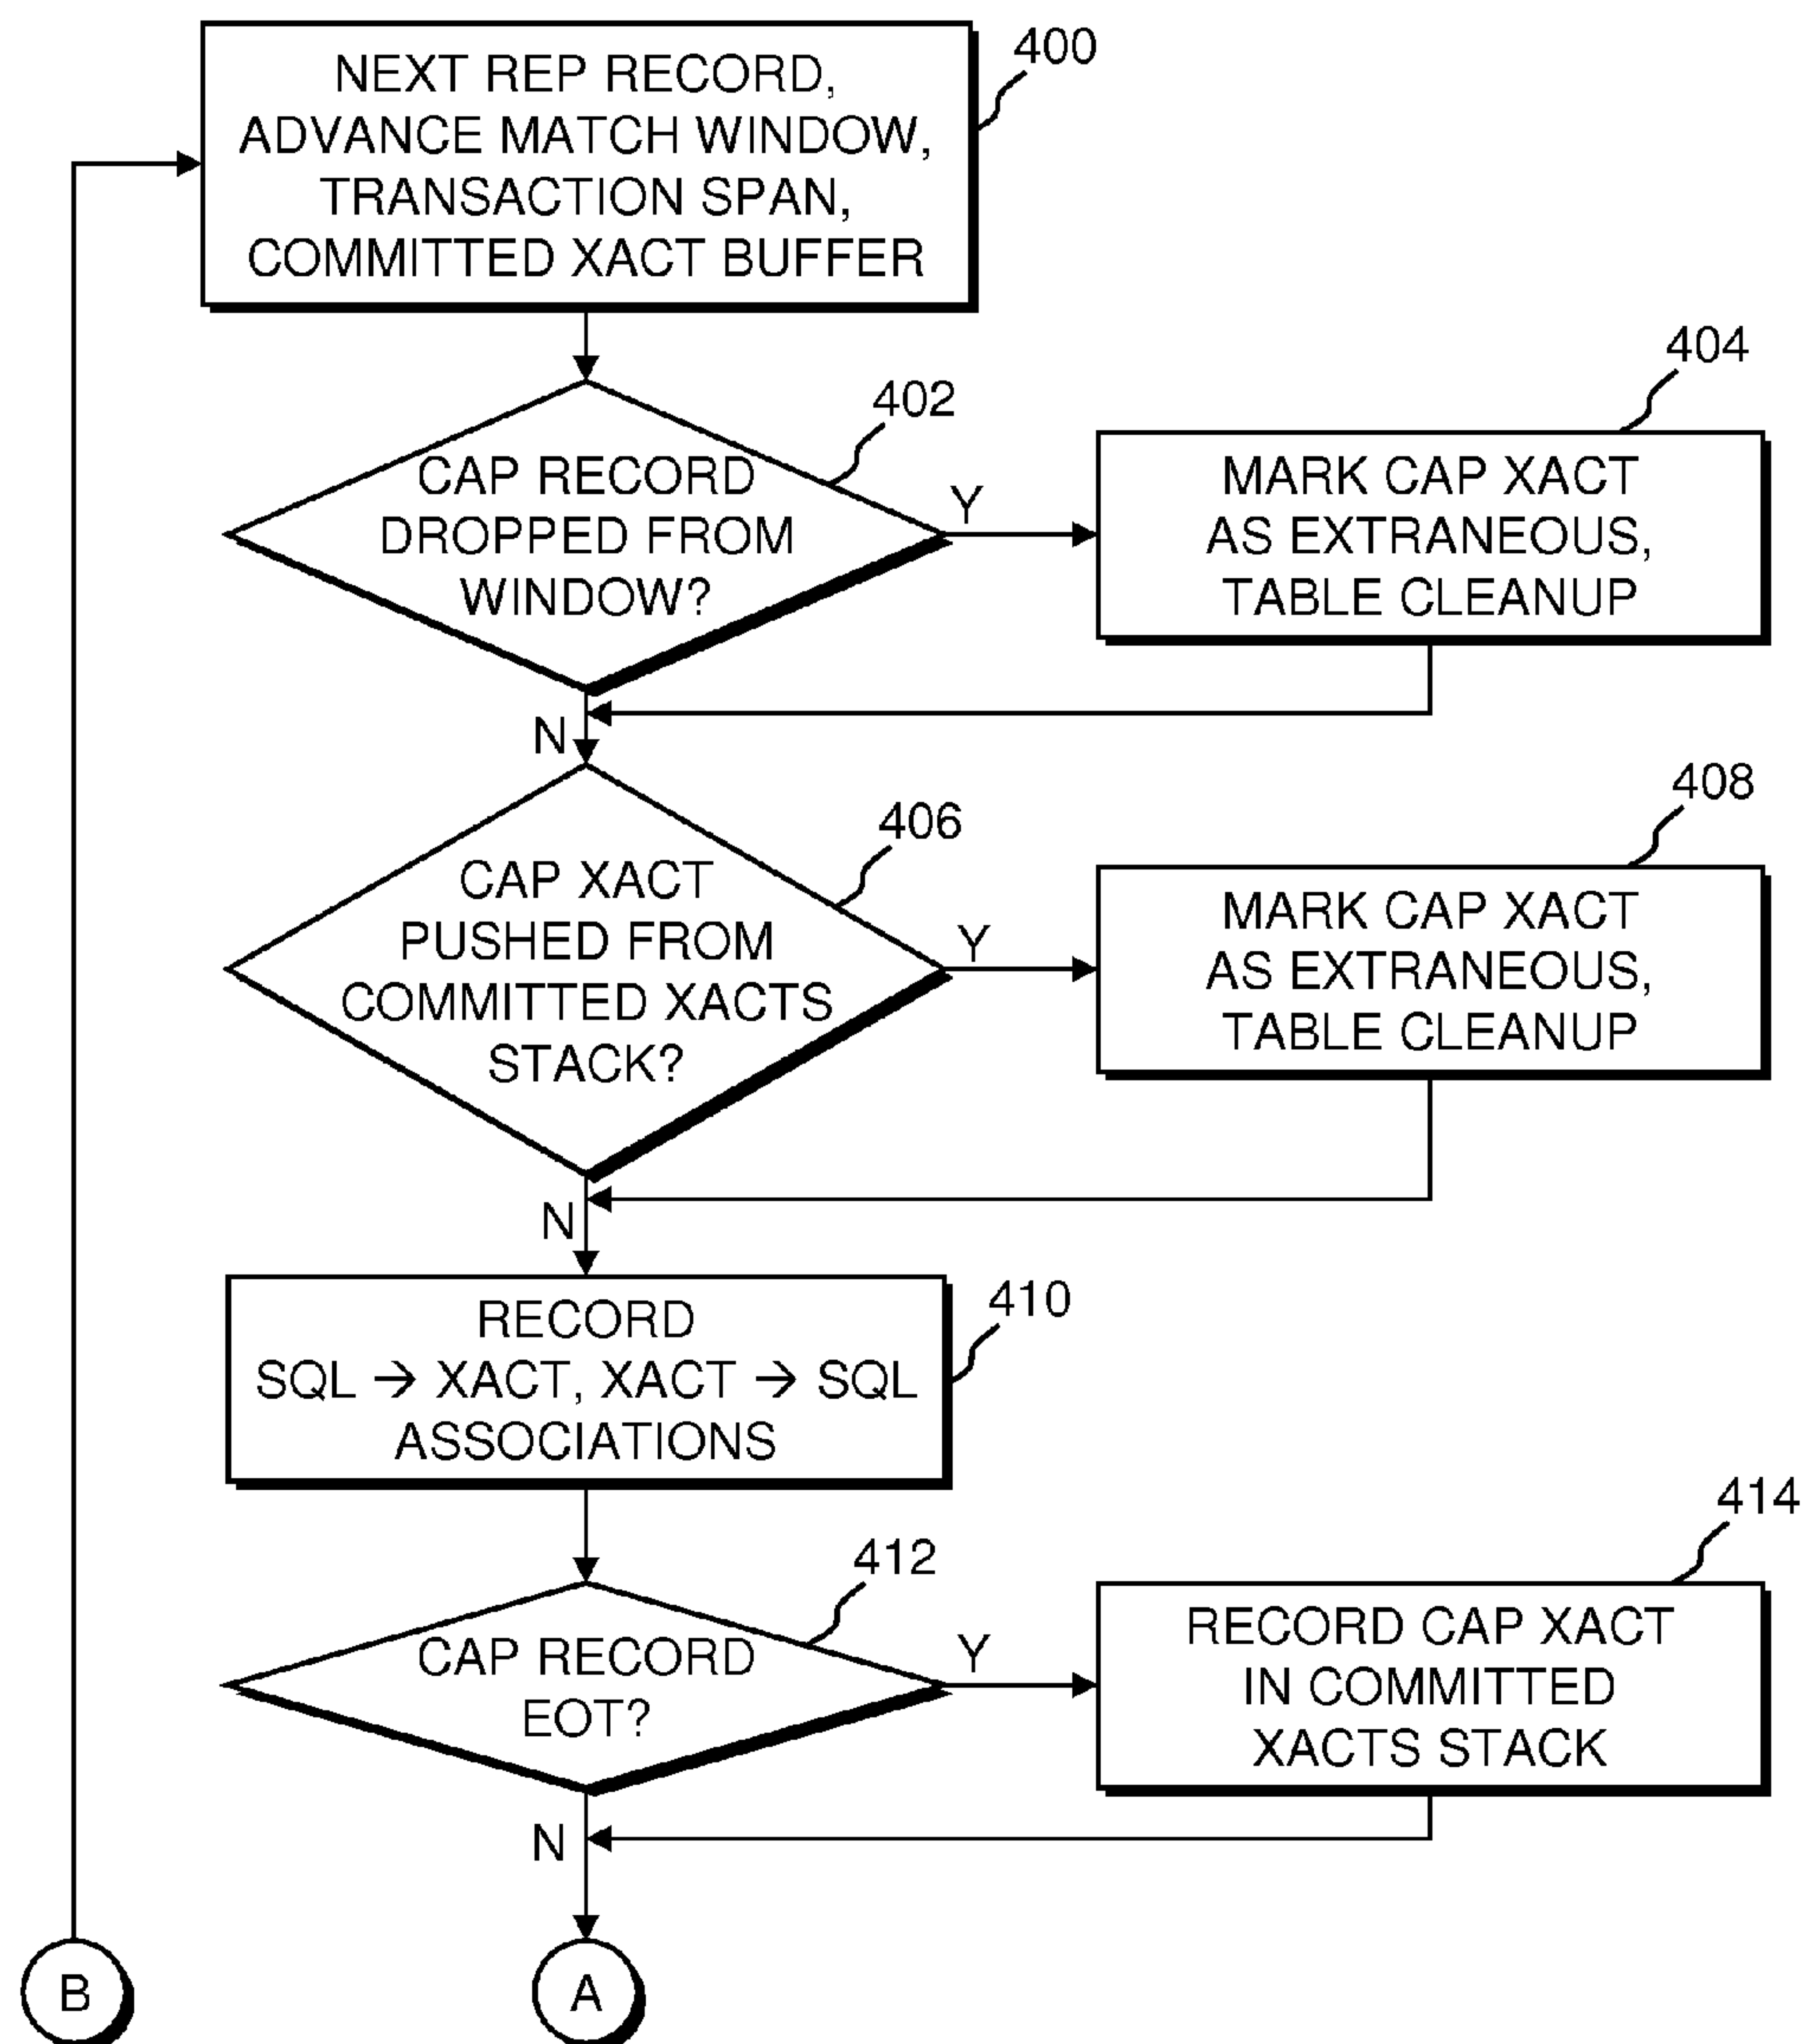 400
NEXT REP RECORD,
ADVANCE MATCH WINDOW,
TRANSACTION SPAN,
COMMITTED XACT BUFFER
402
CAP RECORD
DROPPED FROM
WINDOW?
Y
N
404
MARK CAP XACT
AS EXTRANEOUS,
TABLE CLEANUP
406
CAP XACT
PUSHED FROM
COMMITTED XACTS
STACK?
Y
N
408
MARK CAP XACT
AS EXTRANEOUS,
TABLE CLEANUP
410
RECORD
SQL → XACT, XACT → SQL
ASSOCIATIONS
412
CAP RECORD
EOT?
Y
N
414
RECORD CAP XACT
IN COMMITTED
XACTS STACK
B
A